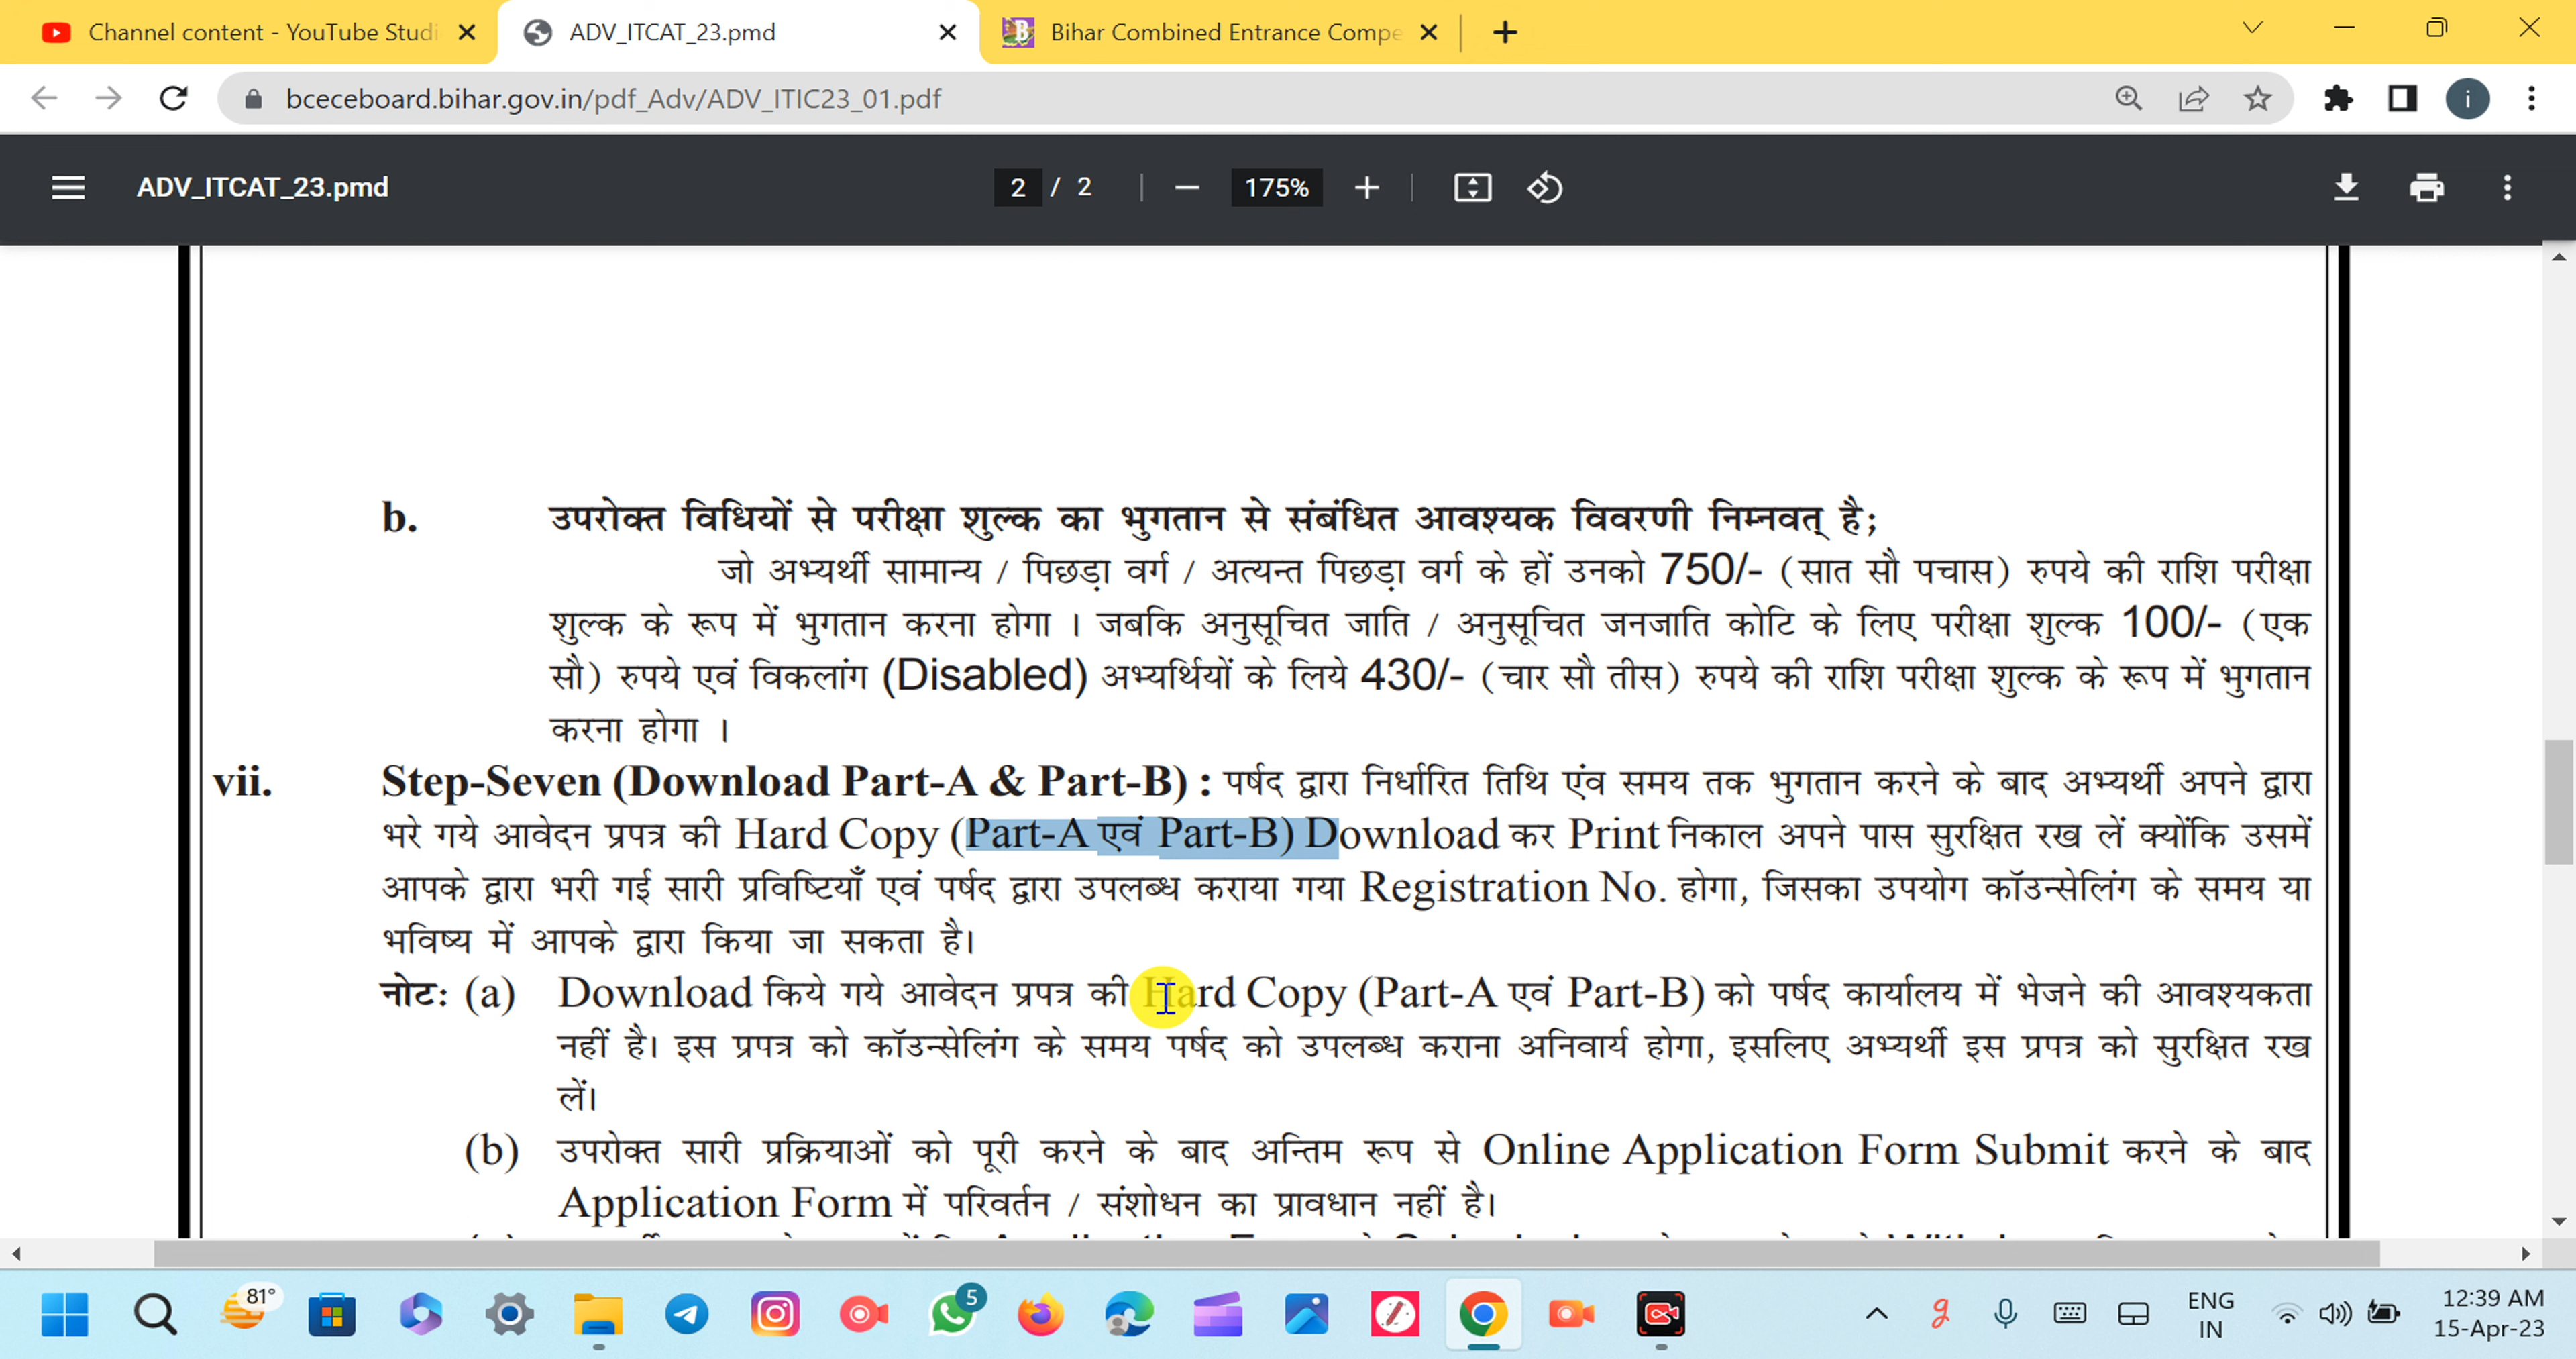 Channel content - YouTube Studi
ADV_ITCAT_23.pmd
Bihar Combined Entrance Compe
bceceboard.bihar.gov.in/pdf_Adv/ADV_ITIC23_01.pdf
i
ADV_ITCAT_23.pmd
2 / 2
175%
b. उपरोक्त विधियों से परीक्षा शुल्क का भुगतान से संबंधित आवश्यक विवरणी निम्नवत् है;
जो अभ्यर्थी सामान्य / पिछड़ा वर्ग / अत्यन्त पिछड़ा वर्ग के हों उनको 750/- (सात सौ पचास) रुपये की राशि परीक्षा
शुल्क के रूप में भुगतान करना होगा । जबकि अनुसूचित जाति / अनुसूचित जनजाति कोटि के लिए परीक्षा शुल्क 100/- (एक
सौ) रुपये एवं विकलांग (Disabled) अभ्यर्थियों के लिये 430/- (चार सौ तीस) रुपये की राशि परीक्षा शुल्क के रूप में भुगतान
करना होगा ।
vii. Step-Seven (Download Part-A & Part-B) : पर्षद द्वारा निर्धारित तिथि एंव समय तक भुगतान करने के बाद अभ्यर्थी अपने द्वारा
भरे गये आवेदन प्रपत्र की Hard Copy (Part-A एवं Part-B) Download कर Print निकाल अपने पास सुरक्षित रख लें क्योंकि उसमें
आपके द्वारा भरी गई सारी प्रविष्टियाँ एवं पर्षद द्वारा उपलब्ध कराया गया Registration No. होगा, जिसका उपयोग कॉउन्सेलिंग के समय या
भविष्य में आपके द्वारा किया जा सकता है।
नोटः (a) Download किये गये आवेदन प्रपत्र की Hard Copy (Part-A एवं Part-B) को पर्षद कार्यालय में भेजने की आवश्यकता
नहीं है। इस प्रपत्र को कॉउन्सेलिंग के समय पर्षद को उपलब्ध कराना अनिवार्य होगा, इसलिए अभ्यर्थी इस प्रपत्र को सुरक्षित रख
लें।
(b) उपरोक्त सारी प्रक्रियाओं को पूरी करने के बाद अन्तिम रूप से Online Application Form Submit करने के बाद
Application Form में परिवर्तन / संशोधन का प्रावधान नहीं है।
81°
5
ENG
IN
12:39 AM
15-Apr-23